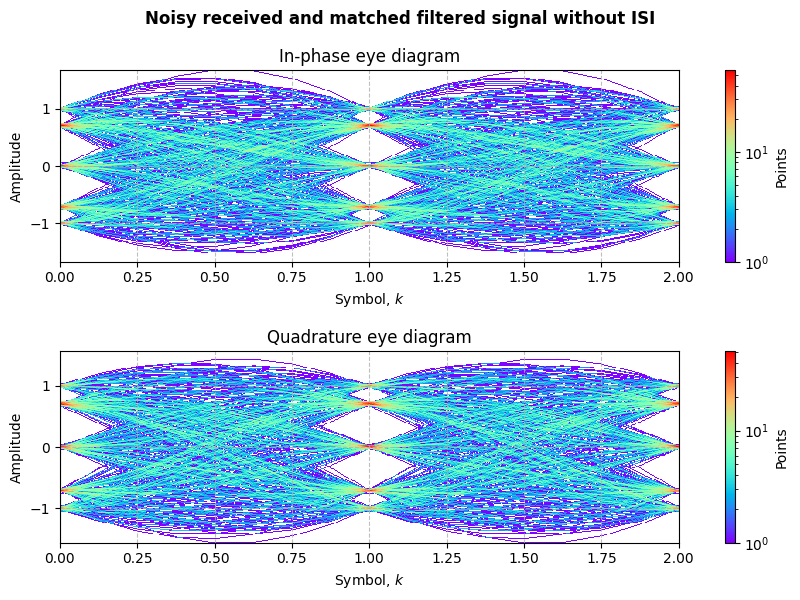 Noisy received and matched filtered signal without ISI
In-phase eye diagram
Amplitude
1
0
−1
0.00 0.25 0.50 0.75 1.00 1.25 1.50 1.75 2.00
Symbol, k
10¹
10⁰
Points
Quadrature eye diagram
Amplitude
1
0
−1
0.00 0.25 0.50 0.75 1.00 1.25 1.50 1.75 2.00
Symbol, k
10¹
10⁰
Points